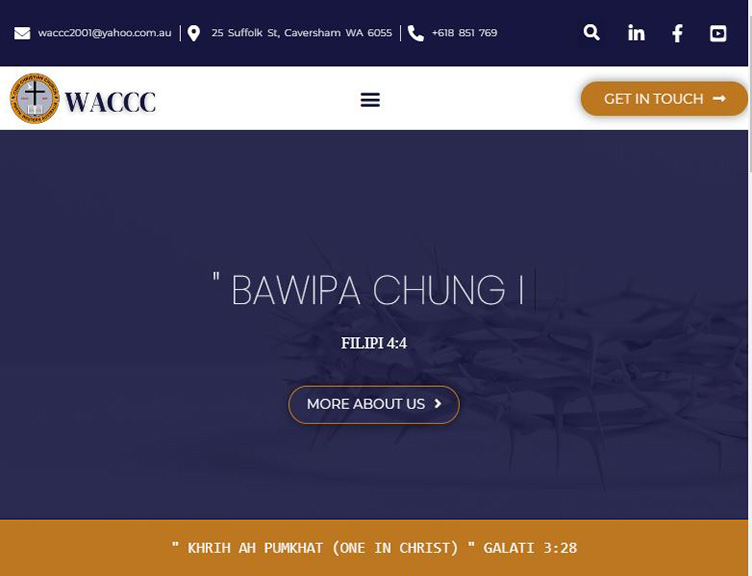 waccc2001@yahoo.com.au
25 Suffolk St, Caversham WA 6055
+618 851 769
WACCC
GET IN TOUCH
" BAWIPA CHUNG I
FILIPI 4:4
MORE ABOUT US
" KHRIH AH PUMKHAT (ONE IN CHRIST) " GALATI 3:28